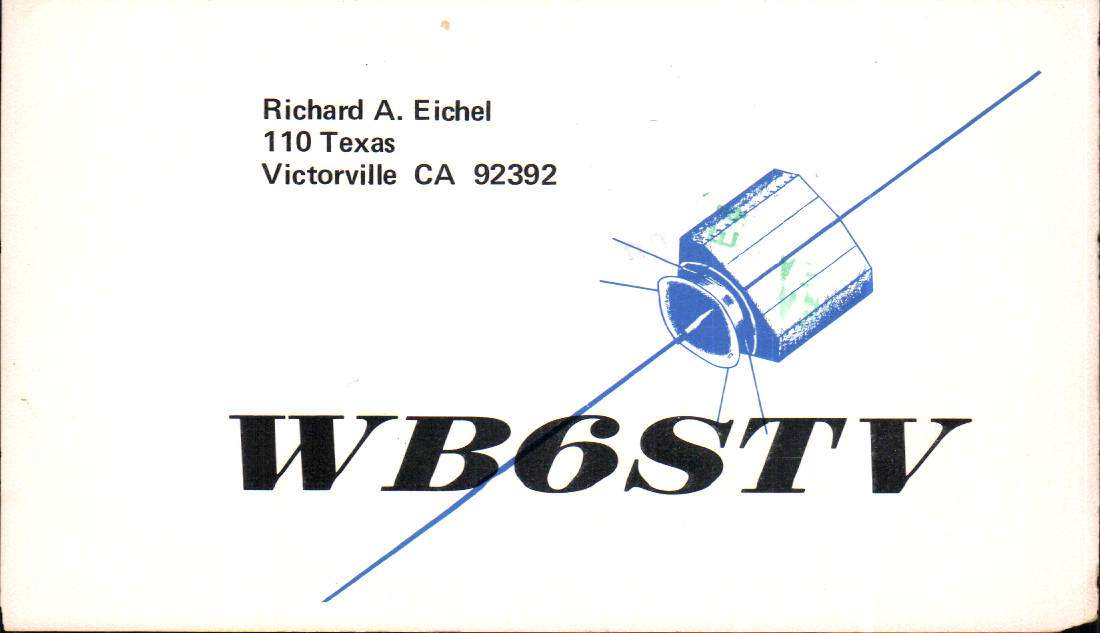 Richard A. Eichel
110 Texas
Victorville CA 92392
WB6STV